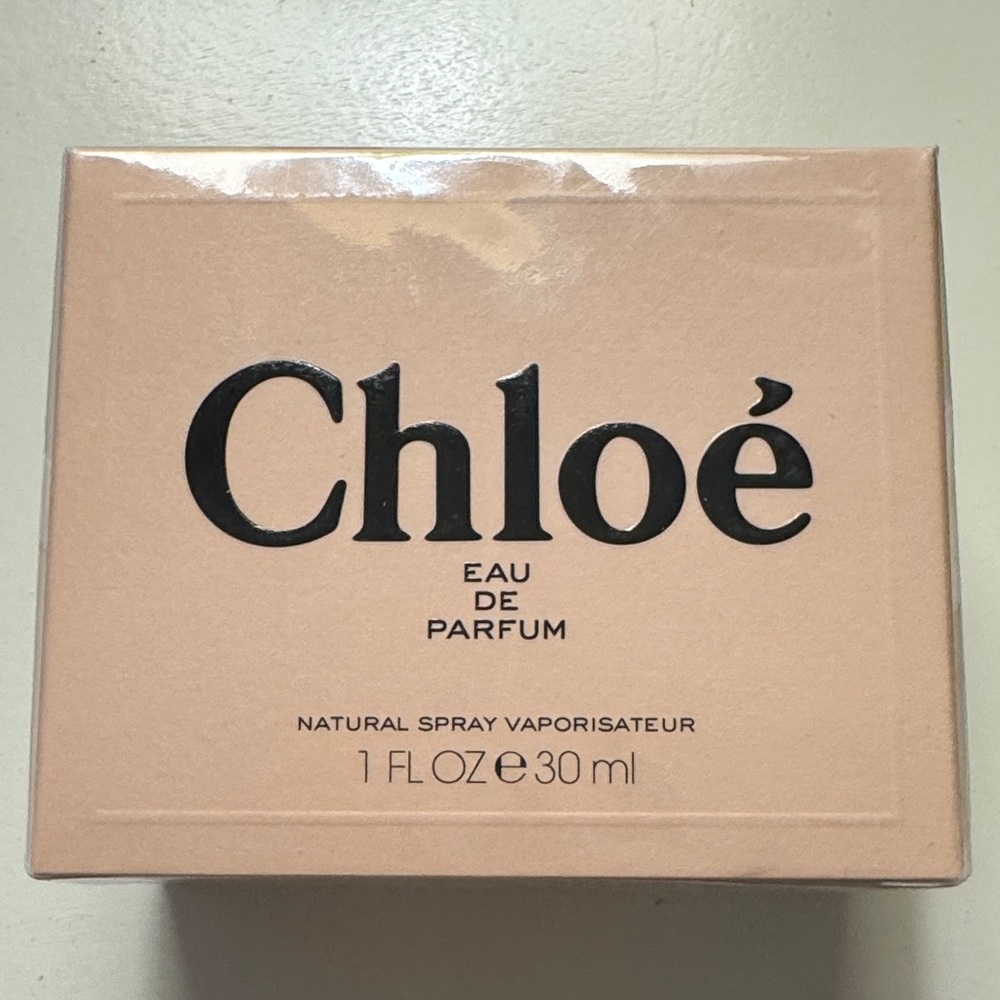 Chloé
EAU
DE
PARFUM
NATURAL SPRAY VAPORISATEUR
1 FL OZ ℮ 30 ml